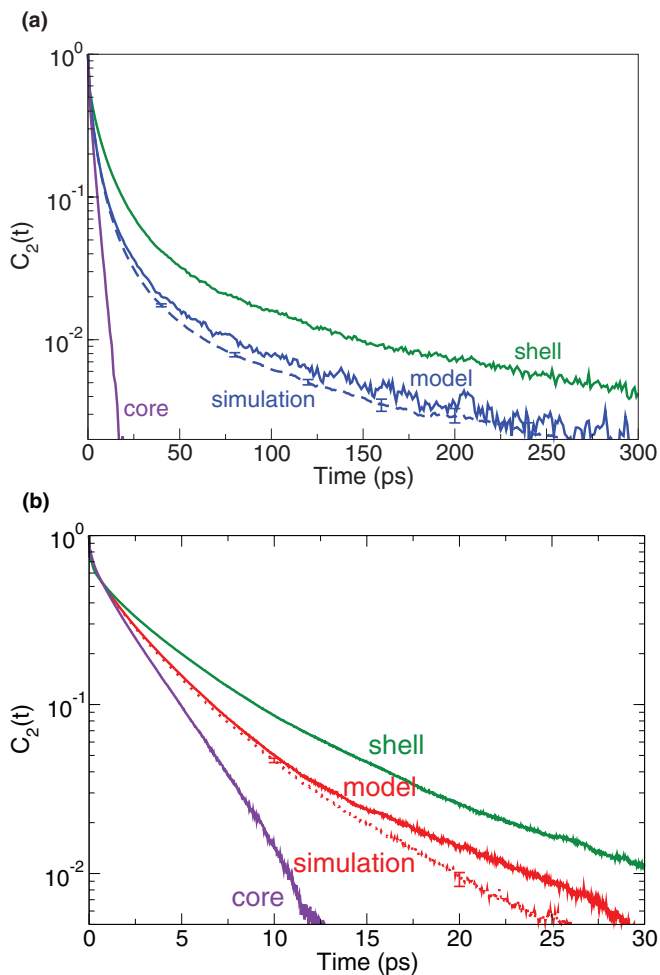 (a)
10^0
10^-1
10^-2
C_2(t)
shell
model
simulation
core
0 50 100 150 200 250 300
Time (ps)
(b)
10^0
10^-1
10^-2
C_2(t)
shell
model
simulation
core
0 5 10 15 20 25 30
Time (ps)